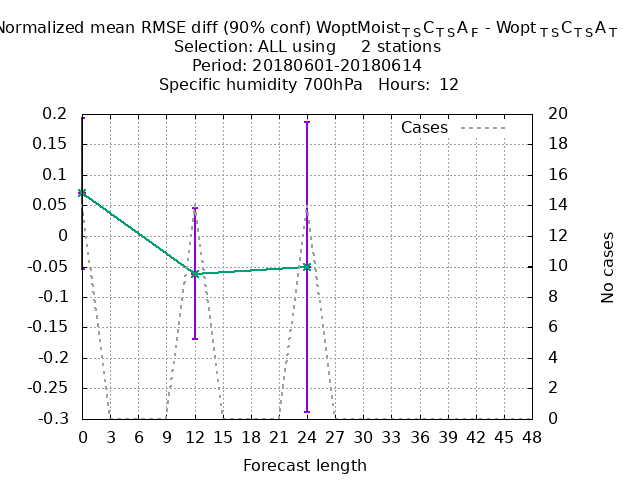 Normalized mean RMSE diff (90% conf) WoptMoist_TSC_TSA_F - Wopt_TSC_TSA_T
Selection: ALL using 2 stations
Period: 20180601-20180614
Specific humidity 700hPa Hours: 12
Cases
0.2
0.15
0.1
0.05
0
-0.05
-0.1
-0.15
-0.2
-0.25
-0.3
20
18
16
14
12
10
8
6
4
2
0
No cases
0 3 6 9 12 15 18 21 24 27 30 33 36 39 42 45 48
Forecast length